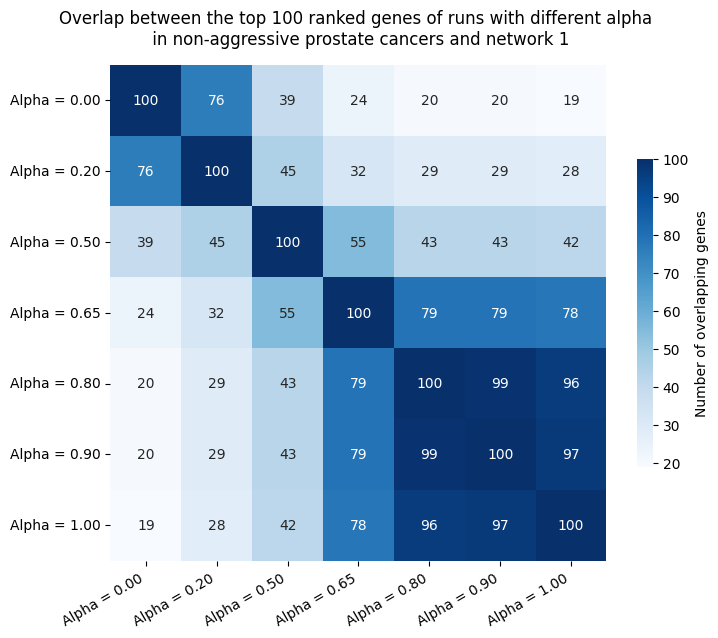 Overlap between the top 100 ranked genes of runs with different alpha
in non-aggressive prostate cancers and network 1
Alpha = 0.00 100 76 39 24 20 20 19
Alpha = 0.20 76 100 45 32 29 29 28
Alpha = 0.50 39 45 100 55 43 43 42
Alpha = 0.65 24 32 55 100 79 79 78
Alpha = 0.80 20 29 43 79 100 99 96
Alpha = 0.90 20 29 43 79 99 100 97
Alpha = 1.00 19 28 42 78 96 97 100
Alpha = 0.00 Alpha = 0.20 Alpha = 0.50 Alpha = 0.65 Alpha = 0.80 Alpha = 0.90 Alpha = 1.00
100
90
80
70
60
50
40
30
20
Number of overlapping genes